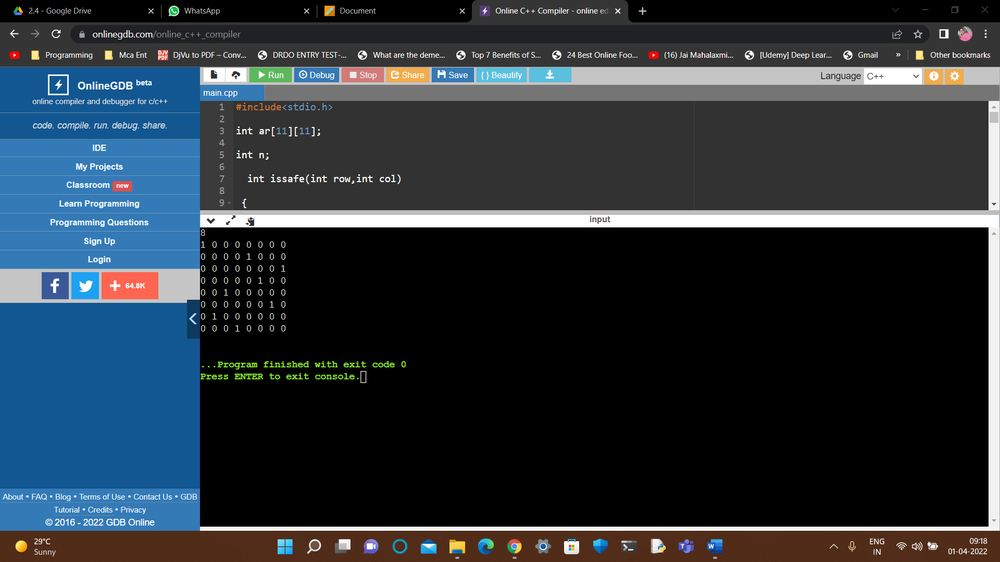 2.4 - Google Drive
WhatsApp
Document
Online C++ Compiler - online ed
onlinegdb.com/online_c++_compiler
Programming
Mca Ent
DJV PDF
DjVu to PDF – Conv...
DRDO ENTRY TEST-...
What are the deme...
Top 7 Benefits of S...
24 Best Online Foo...
(16) Jai Mahalaxmi...
[Udemy] Deep Lear...
Gmail
»
Other bookmarks
OnlineGDB beta
online compiler and debugger for c/c++
code. compile. run. debug. share.
IDE
My Projects
Classroom new
Learn Programming
Programming Questions
Sign Up
Login
64.8K
About • FAQ • Blog • Terms of Use • Contact Us • GDB
Tutorial • Credits • Privacy
© 2016 - 2022 GDB Online
Run
Debug
Stop
Share
Save
{ } Beautify
Language C++
main.cpp
1 #include<stdio.h>
2
3 int ar[11][11];
4
5 int n;
6
7 int issafe(int row,int col)
8
9 {
input
8
1 0 0 0 0 0 0 0
0 0 0 0 1 0 0 0
0 0 0 0 0 0 0 1
0 0 0 0 0 1 0 0
0 0 1 0 0 0 0 0
0 0 0 0 0 0 1 0
0 1 0 0 0 0 0 0
0 0 0 1 0 0 0 0
...Program finished with exit code 0
Press ENTER to exit console.
29°C
Sunny
ENG
IN
09:18
01-04-2022